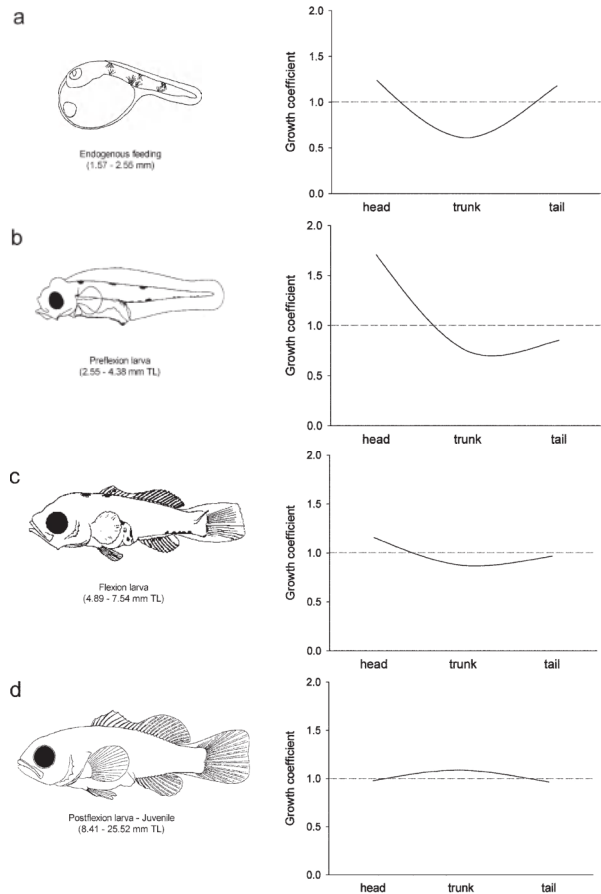 a
Endogenous feeding
(1.57 - 2.55 mm)
Growth coefficient
2.0
1.0
0.0
head trunk tail
b
Preflexion larva
(2.55 - 4.38 mm TL)
Growth coefficient
2.0
1.5
1.0
0.5
0.0
head trunk tail
c
Flexion larva
(4.89 - 7.54 mm TL)
Growth coefficient
2.0
1.5
1.0
0.5
0.0
head trunk tail
d
Postflexion larva - Juvenile
(8.41 - 25.52 mm TL)
Growth coefficient
2.0
1.5
1.0
0.5
0.0
head trunk tail